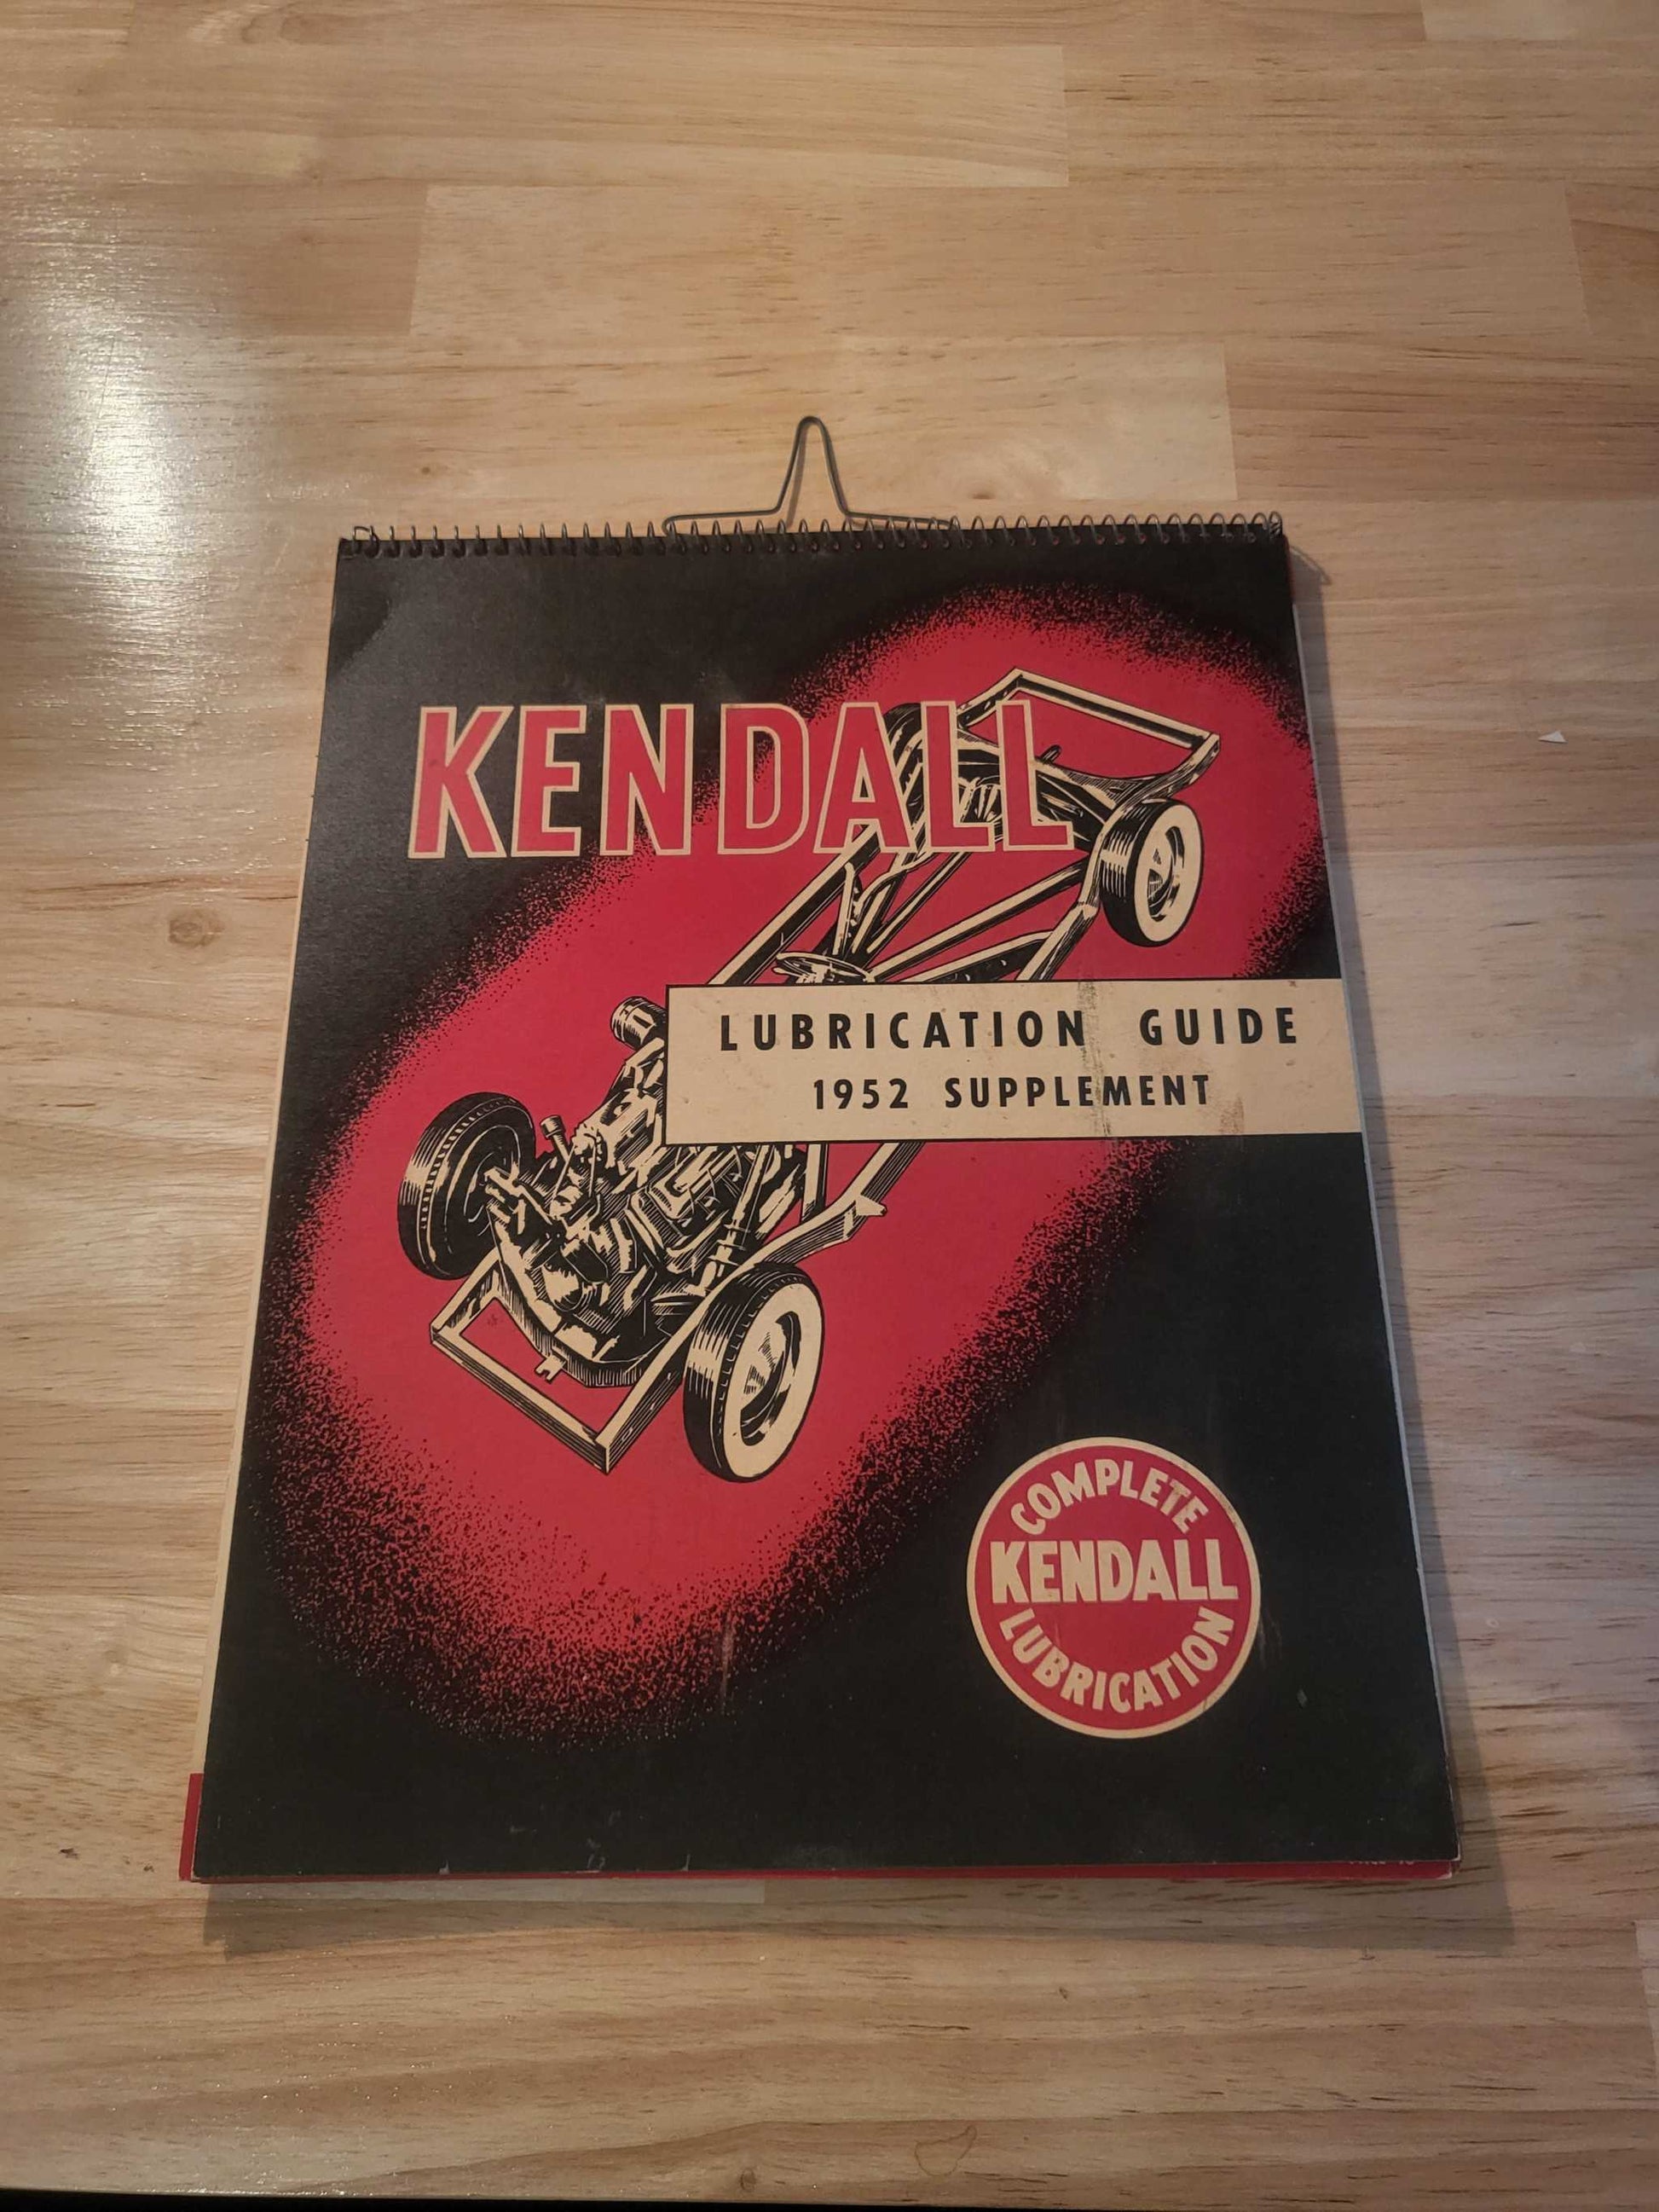 KENDALL
LUBRICATION GUIDE
1952 SUPPLEMENT
COMPLETE
KENDALL
LUBRICATION